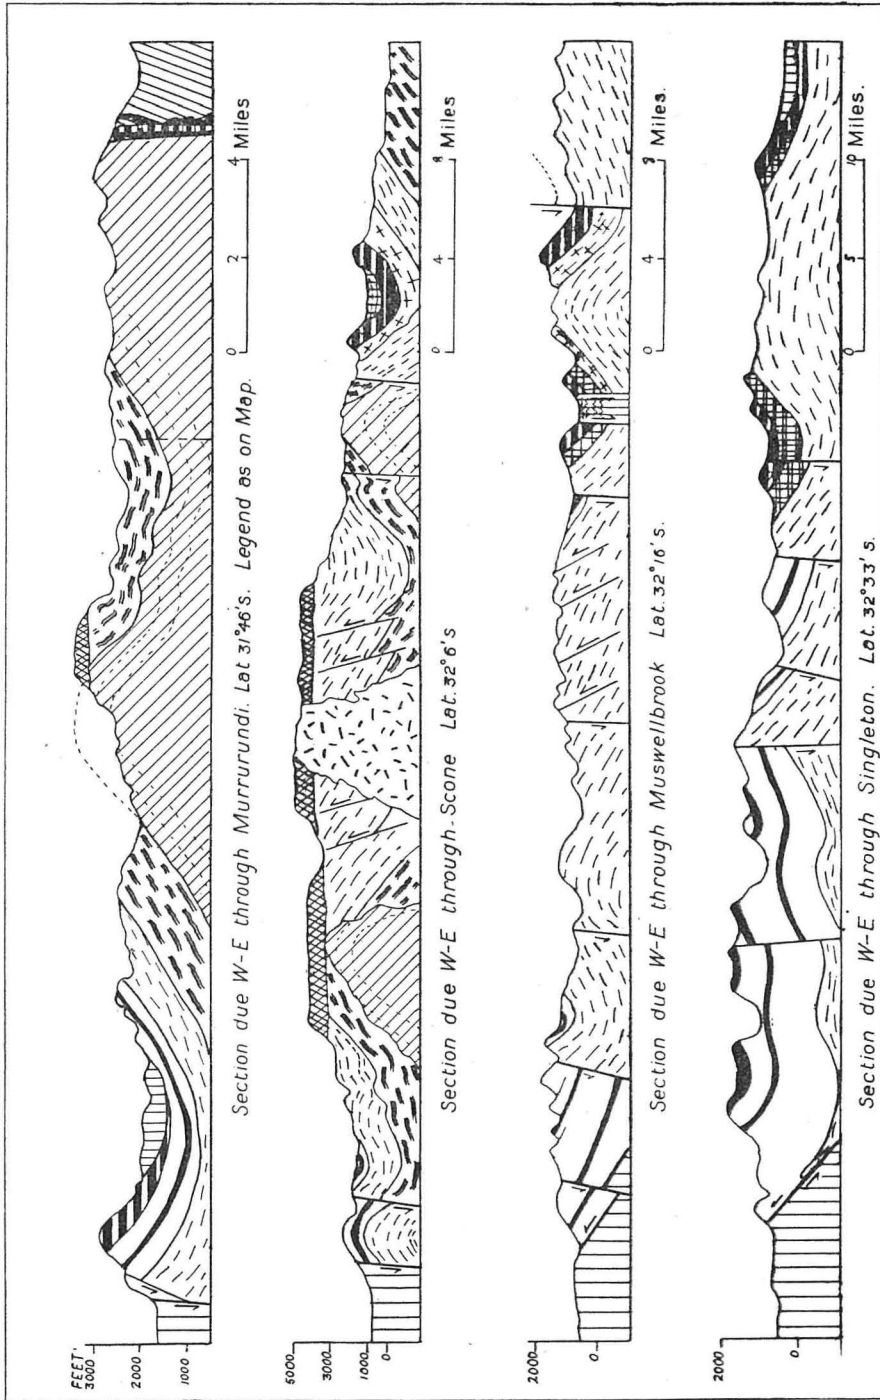 FEET.
3000
2000
1000
0 2 4 Miles
Section due W-E through Murrurundi. Lat 31°46's. Legend as on Map.
5000
3000
1000
0
0 4 8 Miles
Section due W-E through Scone Lat. 32°6's
2000
0
0 4 Miles
Section due W-E through Muswellbrook Lat. 32°16's.
2000
0
0 5 10 Miles.
Section due W-E through Singleton. Lat. 32°33's.